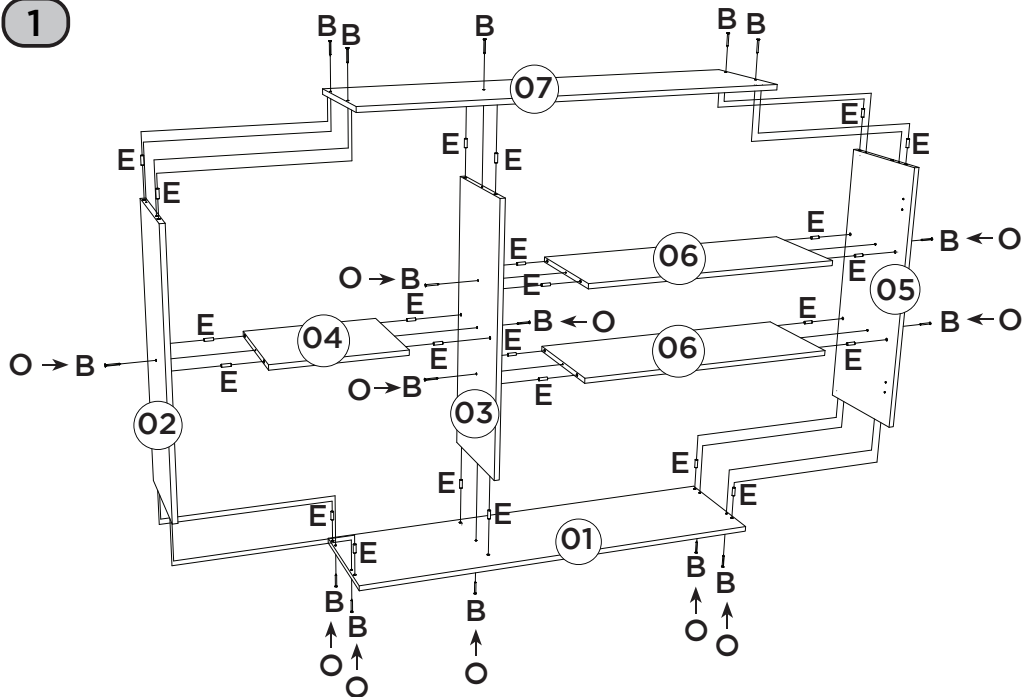 1
B B B B B
07
E E E E
E E
E E 06 E E 05 B ← O
O → B
E E 04 E E B ← O E E 06 E E B ← O
O → B
O → B
02 03
E E E E
E E 01 E E
B B B B B
O O O O O